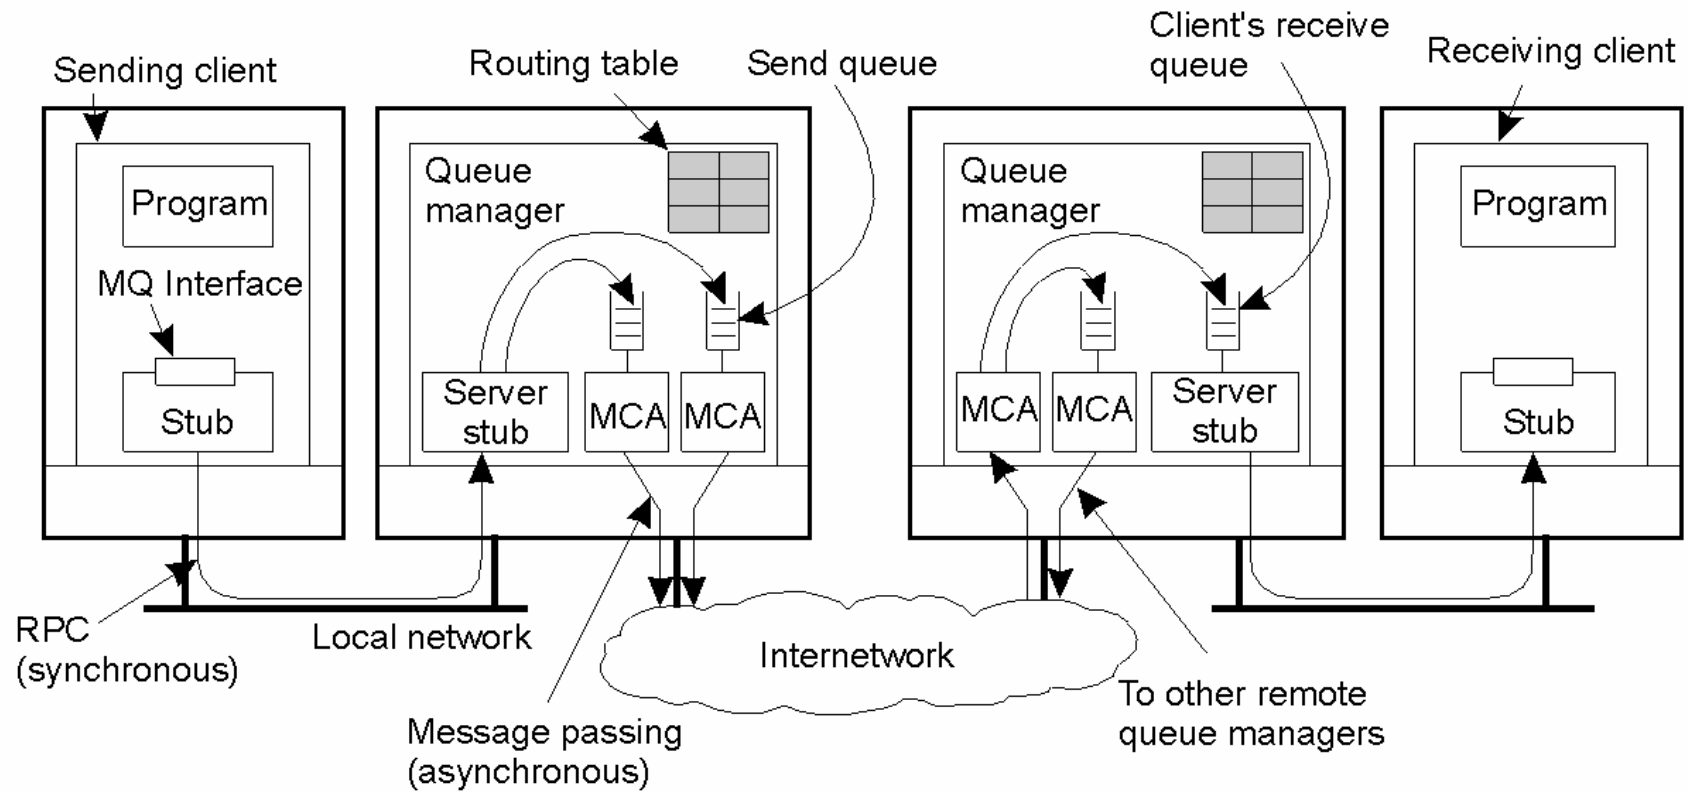 Sending client
Routing table
Send queue
Client's receive
queue
Receiving client
Program
MQ Interface
Stub
Queue
manager
Server
stub
MCA
MCA
Queue
manager
MCA
MCA
Server
stub
Program
Stub
RPC
(synchronous)
Local network
Message passing
(asynchronous)
Internetwork
To other remote
queue managers